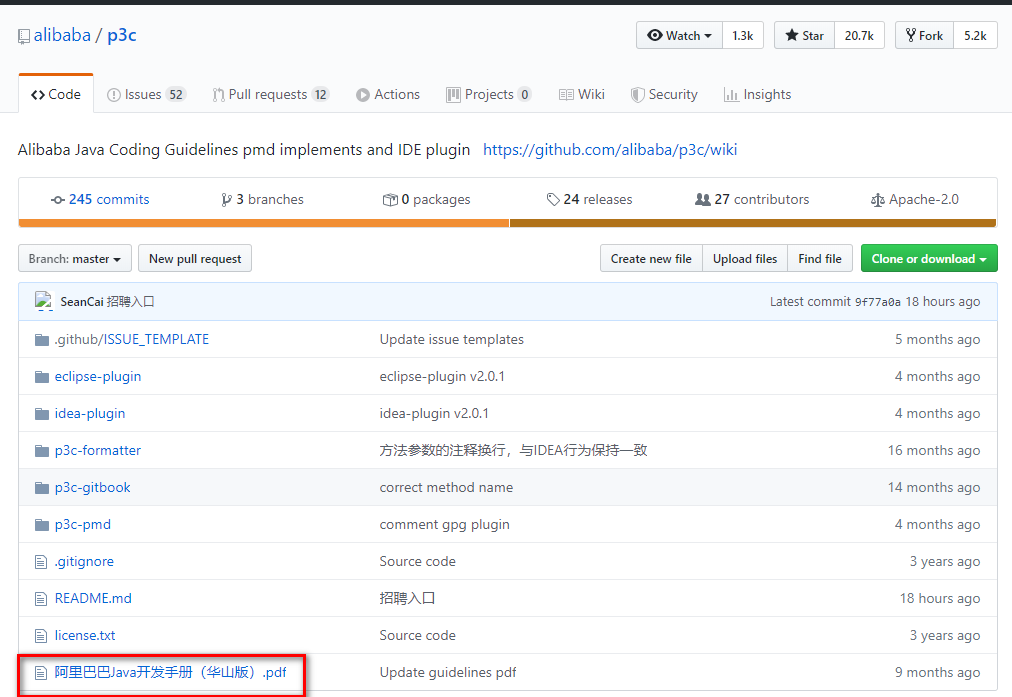 alibaba / p3c
Watch 1.3k Star 20.7k Fork 5.2k
Code Issues 52 Pull requests 12 Actions Projects 0 Wiki Security Insights
Alibaba Java Coding Guidelines pmd implements and IDE plugin https://github.com/alibaba/p3c/wiki
245 commits 3 branches 0 packages 24 releases 27 contributors Apache-2.0
Branch: master New pull request Create new file Upload files Find file Clone or download
SeanCai 招聘入口 Latest commit 9f77a0a 18 hours ago
.github/ISSUE_TEMPLATE Update issue templates 5 months ago
eclipse-plugin eclipse-plugin v2.0.1 4 months ago
idea-plugin idea-plugin v2.0.1 4 months ago
p3c-formatter 方法参数的注释换行，与IDEA行为保持一致 16 months ago
p3c-gitbook correct method name 14 months ago
p3c-pmd comment gpg plugin 4 months ago
.gitignore Source code 3 years ago
README.md 招聘入口 18 hours ago
license.txt Source code 3 years ago
阿里巴巴Java开发手册（华山版）.pdf Update guidelines pdf 9 months ago